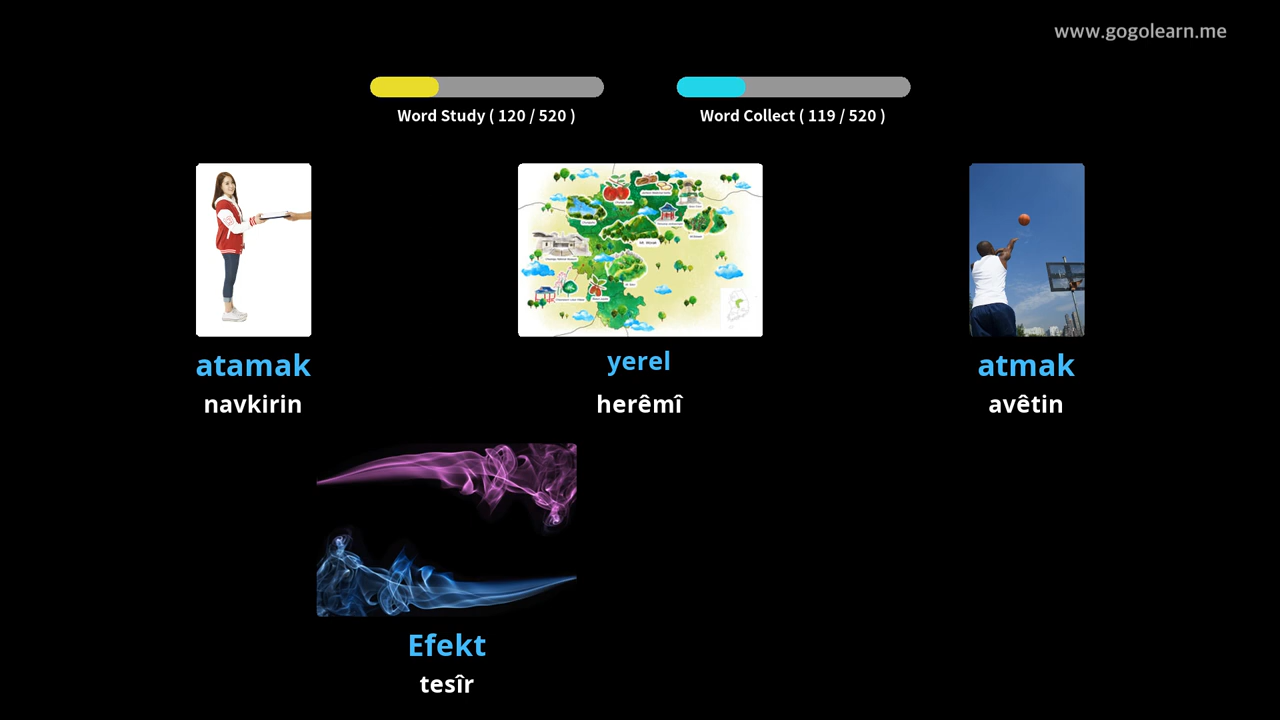 www.gogolearn.me
Word Study ( 120 / 520 )
Word Collect ( 119 / 520 )
atamak
navkirin
yerel
herêmî
atmak
avêtin
Efekt
tesîr